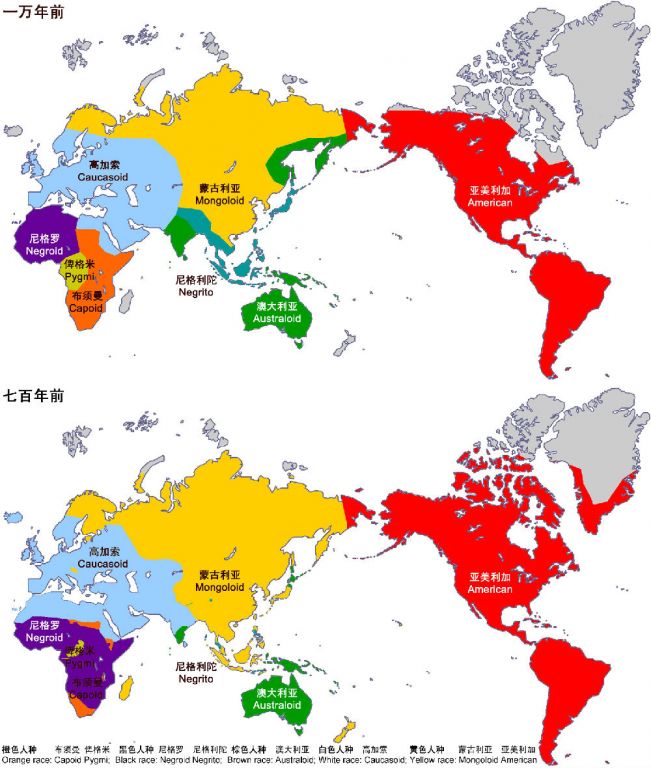 一万年前
高加索
Caucasoid
蒙古利亚
Mongoloid
亚美利加
American
尼格罗
Negroid
俾格米
Pygmi
布须曼
Capoid
尼格利陀
Negrito
澳大利亚
Australoid
七百年前
高加索
Caucasoid
蒙古利亚
Mongoloid
亚美利加
American
尼格罗
Negroid
俾格米
Pygmi
布须曼
Capoid
尼格利陀
Negrito
澳大利亚
Australoid
橙色人种 布须曼 俾格米 黑色人种 尼格罗 尼格利陀 棕色人种 澳大利亚 白色人种 高加索 黄色人种 蒙古利亚 亚美利加
Orange race: Capoid Pygmi; Black race: Negroid Negrito; Brown race: Australoid; White race: Caucasoid; Yellow race: Mongoloid American